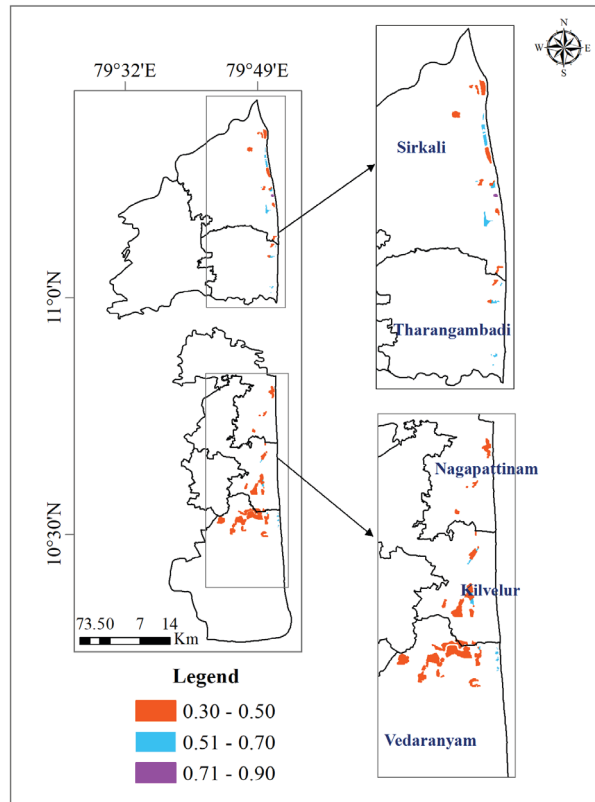 N
W E
S
79°32'E 79°49'E
Sirkali
11°0'N
Tharangambadi
Nagapattinam
10°30'N
Kilvelur
73.50 7 14
Km
Vedaranyam
Legend
0.30 - 0.50
0.51 - 0.70
0.71 - 0.90